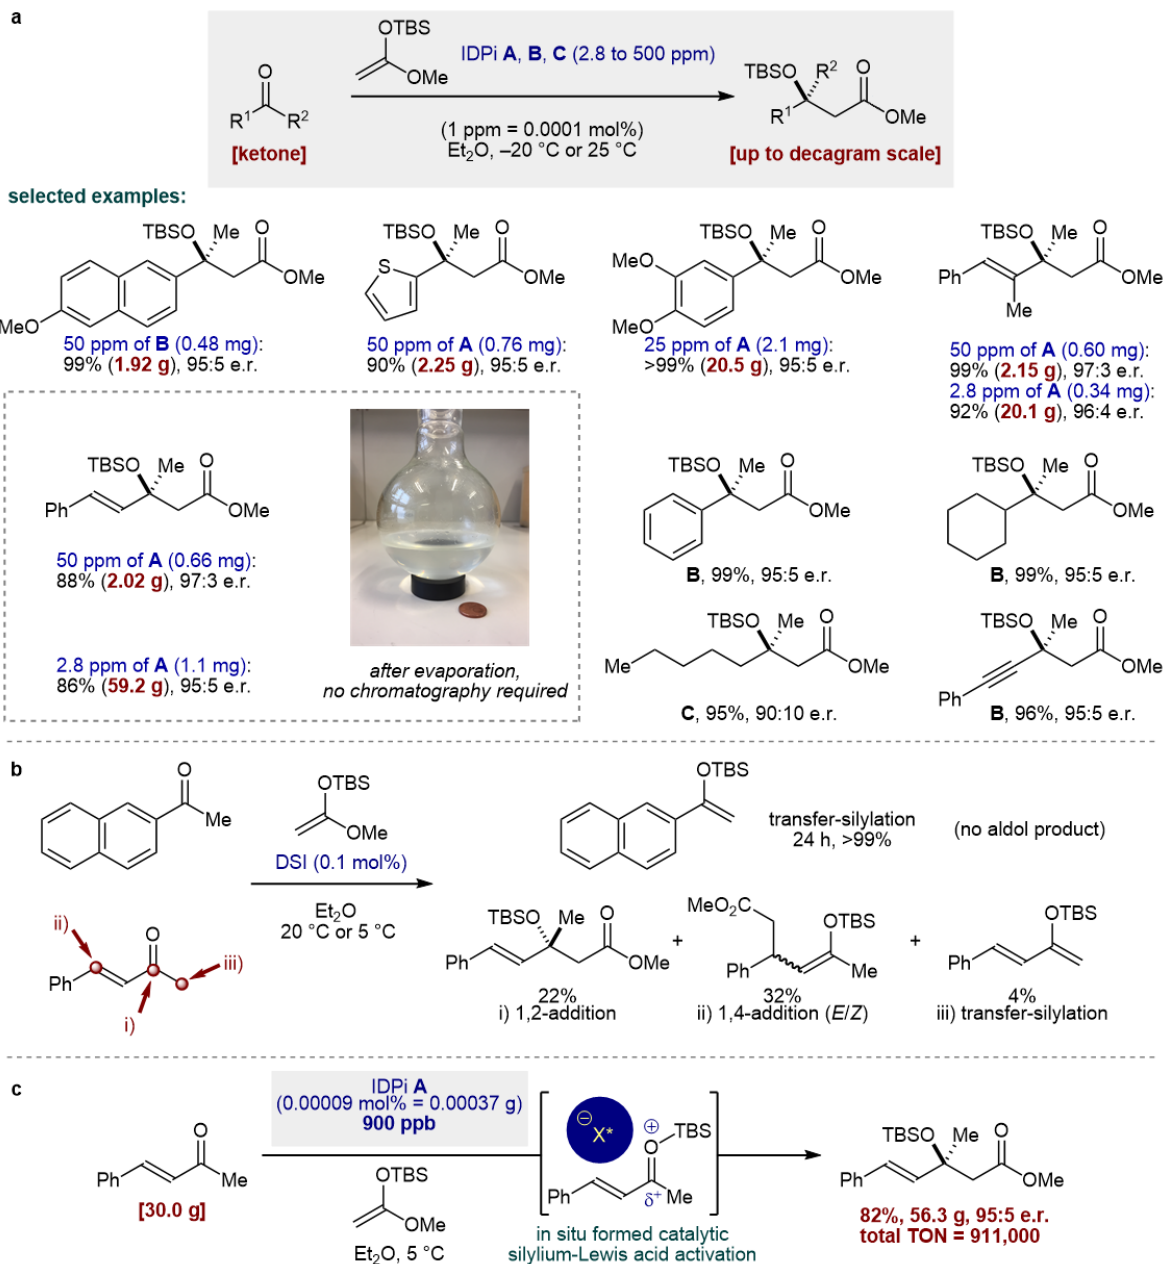 a
OTBS
OMe
IDPi A, B, C (2.8 to 500 ppm)
(1 ppm = 0.0001 mol%)
Et₂O, –20 °C or 25 °C
O
R¹ R²
[ketone]
TBSO R² O
R¹ OMe
[up to decagram scale]
selected examples:
TBSO Me O
OMe
MeO
50 ppm of B (0.48 mg):
99% (1.92 g), 95:5 e.r.
TBSO Me O
S
OMe
50 ppm of A (0.76 mg):
90% (2.25 g), 95:5 e.r.
TBSO Me O
MeO
OMe
MeO
25 ppm of A (2.1 mg):
>99% (20.5 g), 95:5 e.r.
TBSO Me O
Ph
OMe
Me
50 ppm of A (0.60 mg):
99% (2.15 g), 97:3 e.r.
2.8 ppm of A (0.34 mg):
92% (20.1 g), 96:4 e.r.
TBSO Me O
Ph OMe
50 ppm of A (0.66 mg):
88% (2.02 g), 97:3 e.r.
2.8 ppm of A (1.1 mg):
86% (59.2 g), 95:5 e.r.
after evaporation,
no chromatography required
TBSO Me O
OMe
B, 99%, 95:5 e.r.
TBSO Me O
OMe
B, 99%, 95:5 e.r.
TBSO Me O
Me OMe
C, 95%, 90:10 e.r.
TBSO Me O
OMe
Ph
B, 96%, 95:5 e.r.
b
O
Me
ii)
O
Ph
iii)
i)
OTBS
OMe
DSI (0.1 mol%)
Et₂O
20 °C or 5 °C
OTBS
transfer-silylation
24 h, >99%
(no aldol product)
TBSO Me O
Ph OMe
22%
i) 1,2-addition
+
MeO₂C
OTBS
Ph Me
32%
ii) 1,4-addition (E/Z)
+
OTBS
Ph
4%
iii) transfer-silylation
c
O
Ph Me
[30.0 g]
IDPi A
(0.00009 mol% = 0.00037 g)
900 ppb
OTBS
OMe
Et₂O, 5 °C
⊖
X*
⊕
TBS
O
Ph δ⁺ Me
in situ formed catalytic
silylium-Lewis acid activation
TBSO Me O
Ph OMe
82%, 56.3 g, 95:5 e.r.
total TON = 911,000